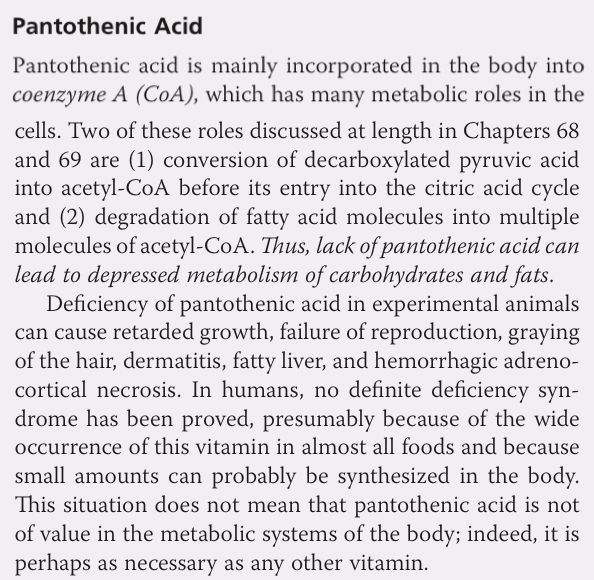 Pantothenic Acid
Pantothenic acid is mainly incorporated in the body into
coenzyme A (CoA), which has many metabolic roles in the
cells. Two of these roles discussed at length in Chapters 68
and 69 are (1) conversion of decarboxylated pyruvic acid
into acetyl-CoA before its entry into the citric acid cycle
and (2) degradation of fatty acid molecules into multiple
molecules of acetyl-CoA. Thus, lack of pantothenic acid can
lead to depressed metabolism of carbohydrates and fats.
Deficiency of pantothenic acid in experimental animals
can cause retarded growth, failure of reproduction, graying
of the hair, dermatitis, fatty liver, and hemorrhagic adreno-
cortical necrosis. In humans, no definite deficiency syn-
drome has been proved, presumably because of the wide
occurrence of this vitamin in almost all foods and because
small amounts can probably be synthesized in the body.
This situation does not mean that pantothenic acid is not
of value in the metabolic systems of the body; indeed, it is
perhaps as necessary as any other vitamin.